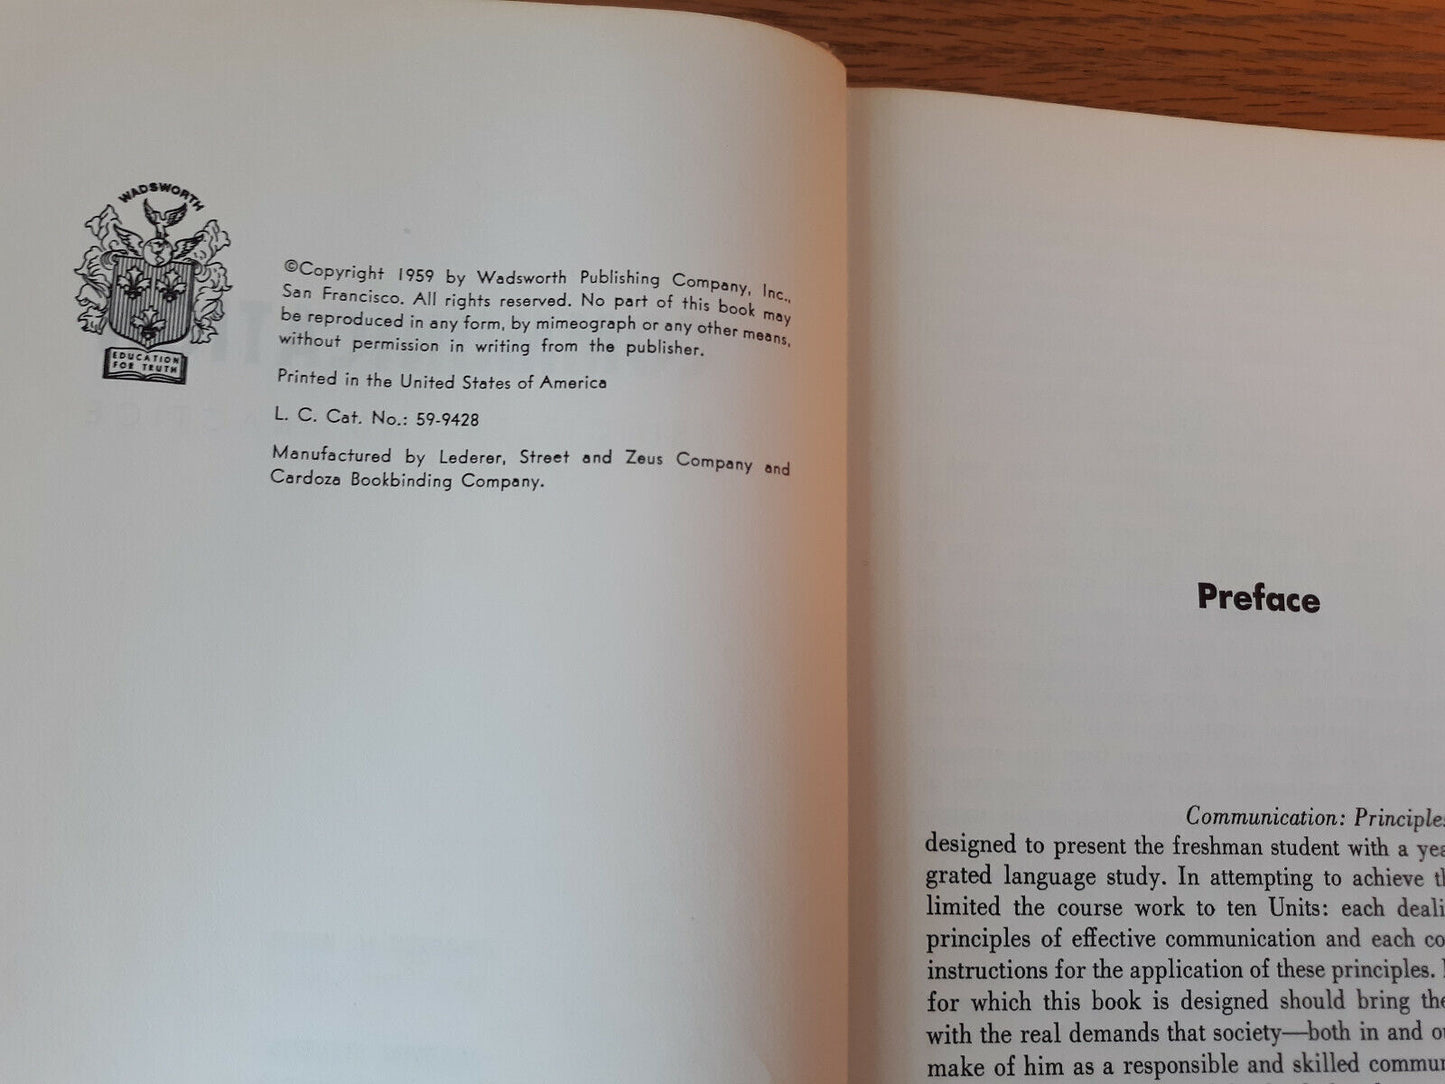 WADSWORTH
EDUCATION
FOR TRUTH
©Copyright 1959 by Wadsworth Publishing Company, Inc.,
San Francisco. All rights reserved. No part of this book may
be reproduced in any form, by mimeograph or any other means,
without permission in writing from the publisher.
Printed in the United States of America
L. C. Cat. No.: 59-9428
Manufactured by Lederer, Street and Zeus Company and
Cardoza Bookbinding Company.
Preface
Communication: Principles
designed to present the freshman student with a yea
grated language study. In attempting to achieve th
limited the course work to ten Units: each deali
principles of effective communication and each co
instructions for the application of these principles.
for which this book is designed should bring the
with the real demands that society—both in and ou
make of him as a responsible and skilled commun